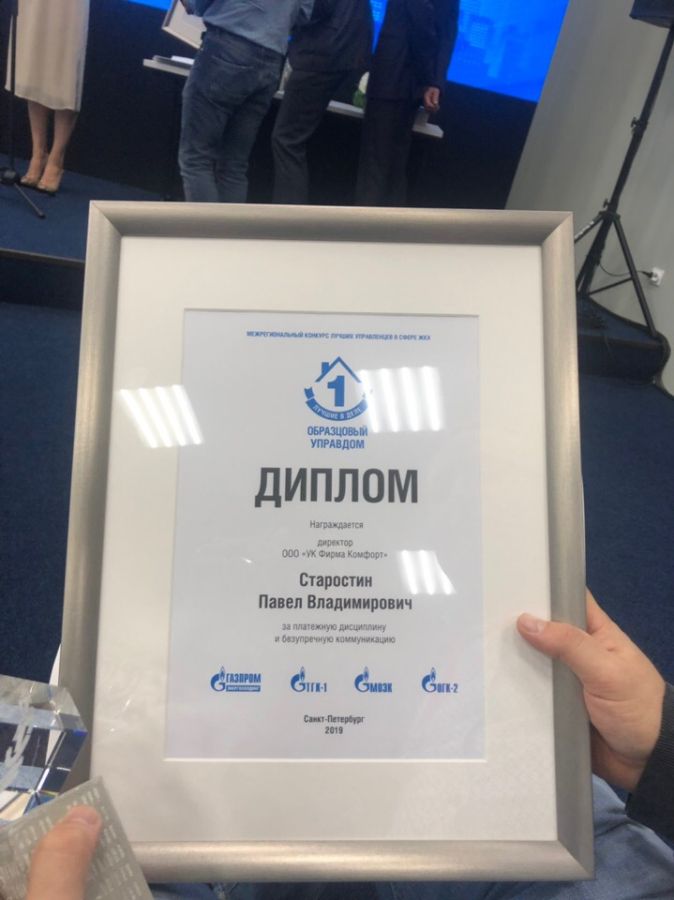 МЕЖРЕГИОНАЛЬНЫЙ КОНКУРС ЛУЧШИХ УПРАВЛЕНЦЕВ В СФЕРЕ ЖКХ
1
ЛУЧШИЕ В ДЕЛЕ
ОБРАЗЦОВЫЙ
УПРАВДОМ
ДИПЛОМ
Награждается
директор
ООО «УК Фирма Комфорт»
Старостин
Павел Владимирович
за платежную дисциплину
и безупречную коммуникацию
ГАЗПРОМ
ЭНЕРГОХОЛДИНГ
ТГК-1
МОЭК
ОГК-2
Санкт-Петербург
2019